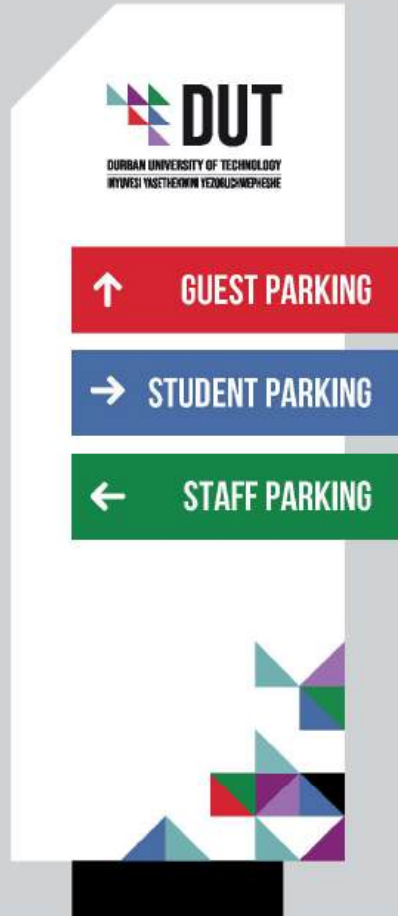 DUT
DURBAN UNIVERSITY OF TECHNOLOGY
INYUVESI YASETHEKWINI YEZOBUCHWEPHESHE
GUEST PARKING
STUDENT PARKING
STAFF PARKING